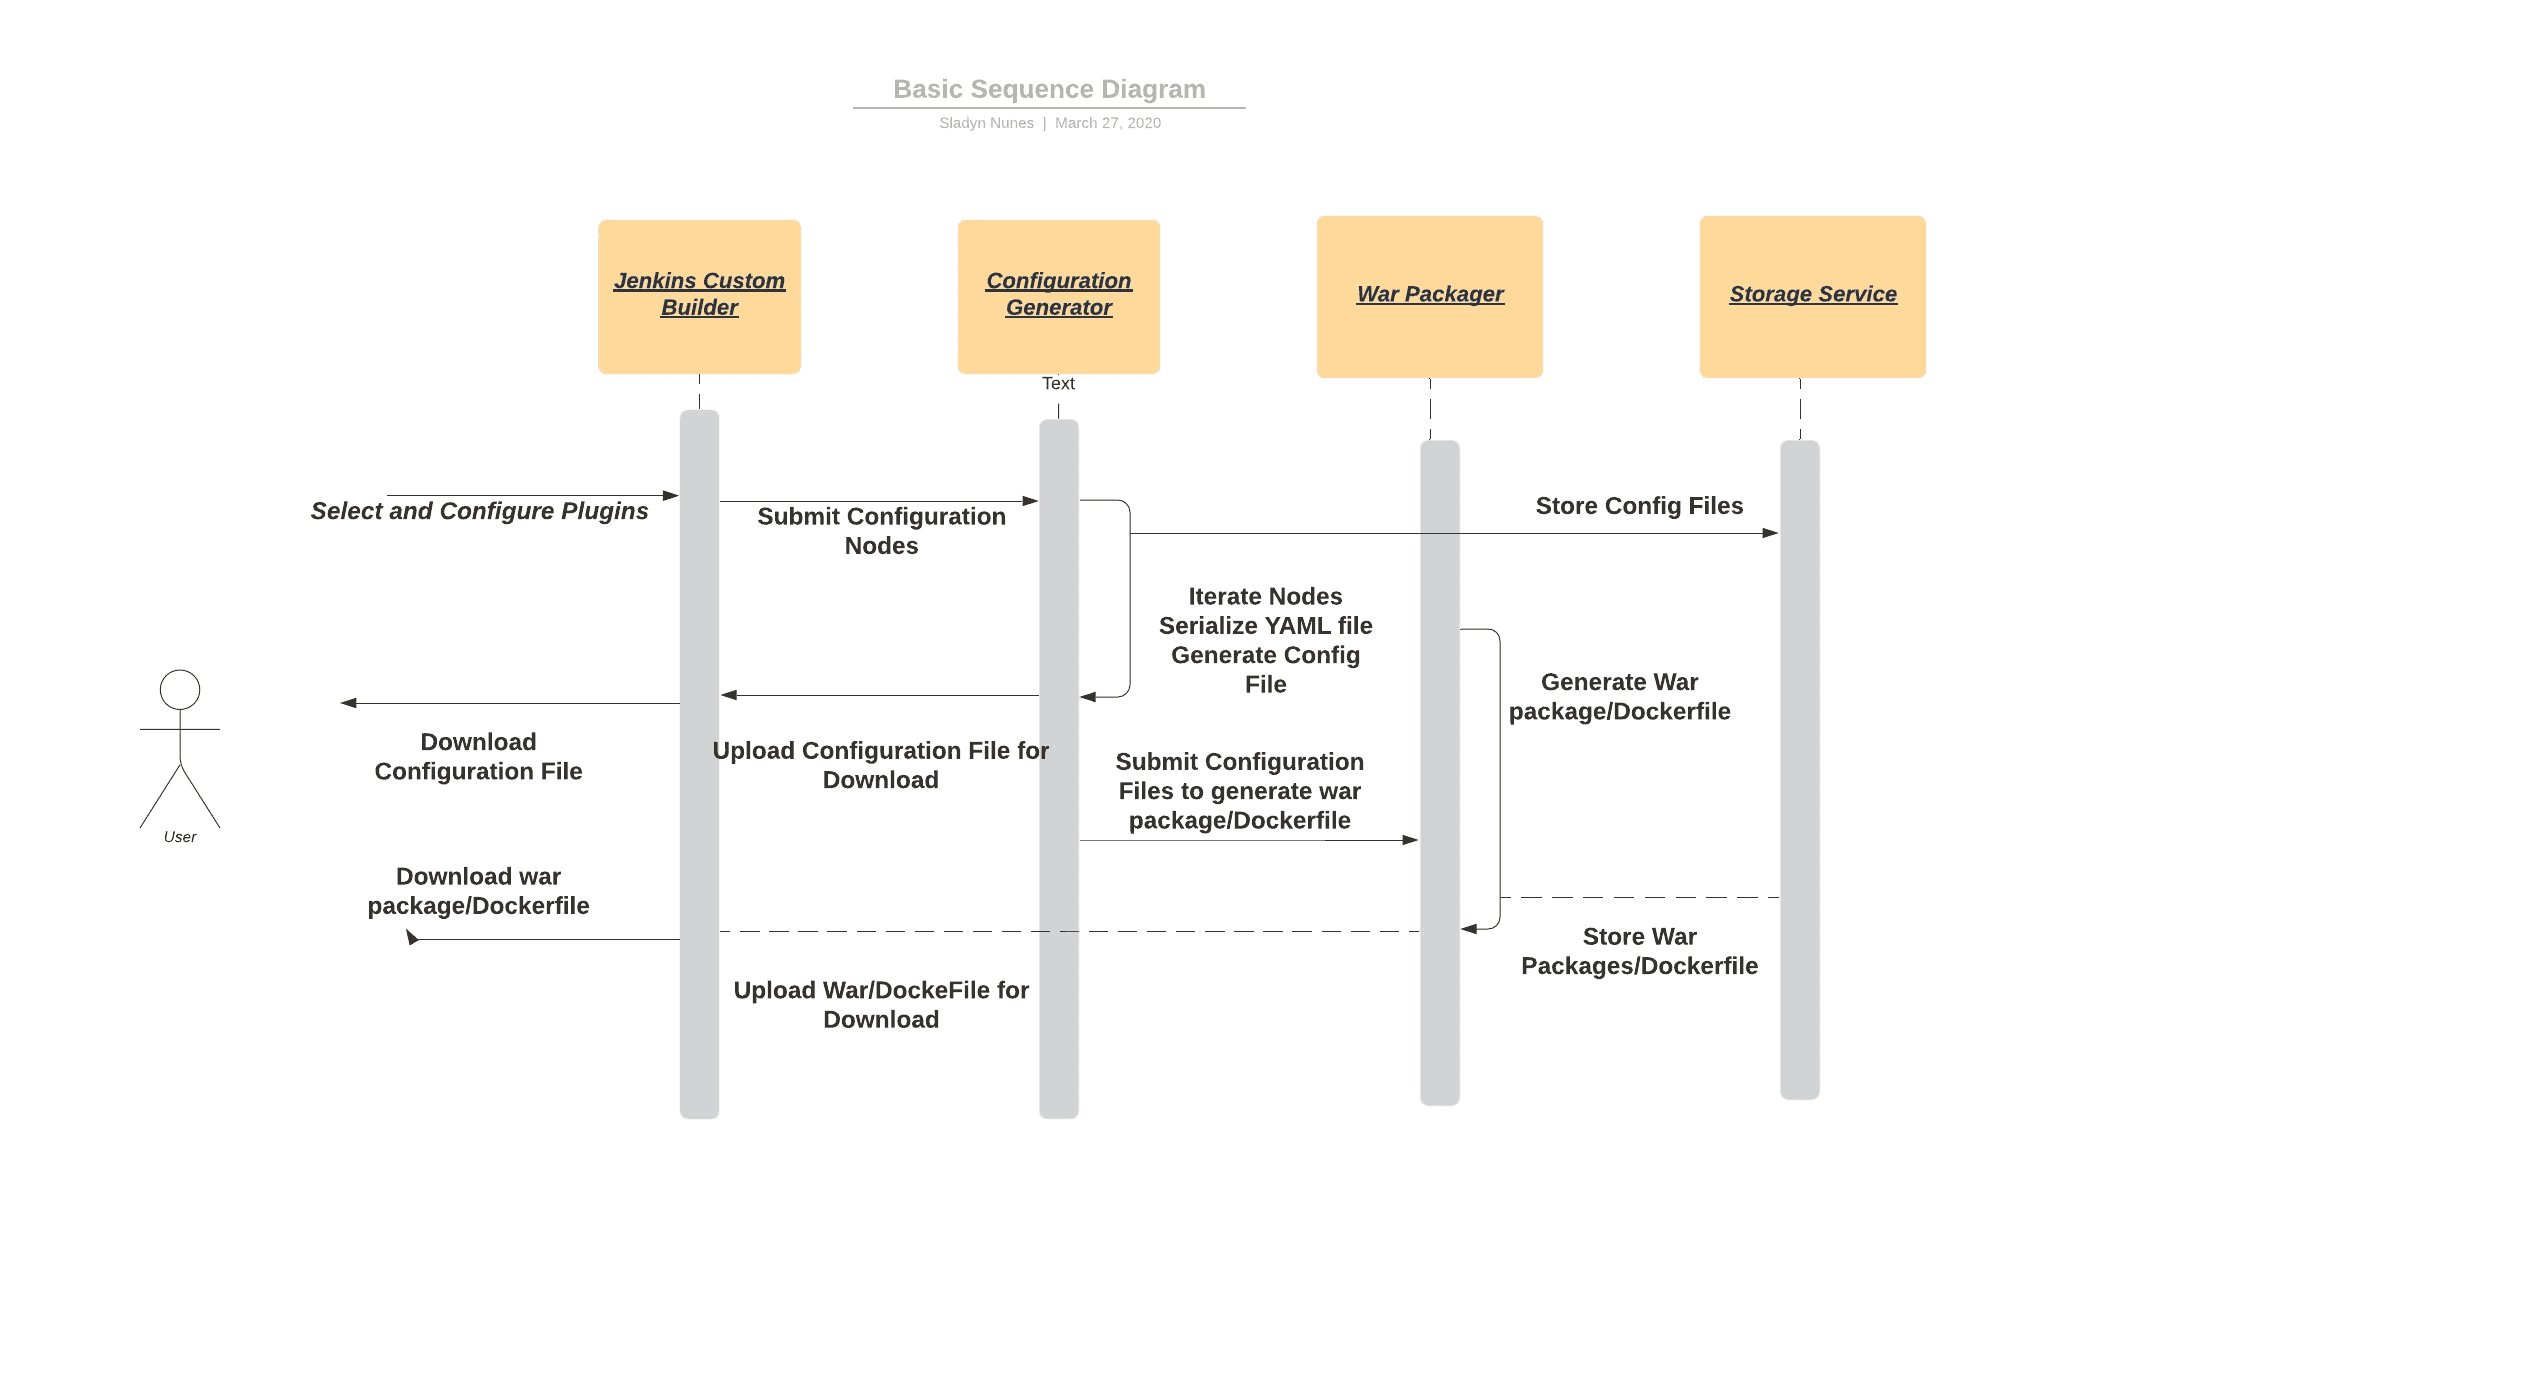 Basic Sequence Diagram
Sladyn Nunes | March 27, 2020
Jenkins Custom
Builder
Configuration
Generator
War Packager
Storage Service
Text
Select and Configure Plugins
Submit Configuration
Nodes
Store Config Files
Iterate Nodes
Serialize YAML file
Generate Config
File
Generate War
package/Dockerfile
Download
Configuration File
Upload Configuration File for
Download
Submit Configuration
Files to generate war
package/Dockerfile
User
Download war
package/Dockerfile
Store War
Packages/Dockerfile
Upload War/DockeFile for
Download